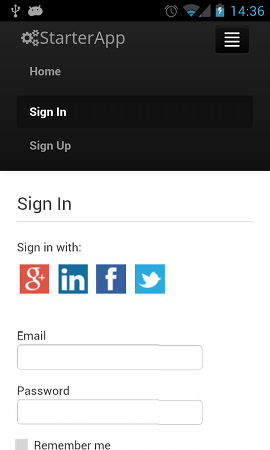 14:36
StarterApp
Home
Sign In
Sign Up
Sign In
Sign in with:
g+ in f
Email
Password
Remember me